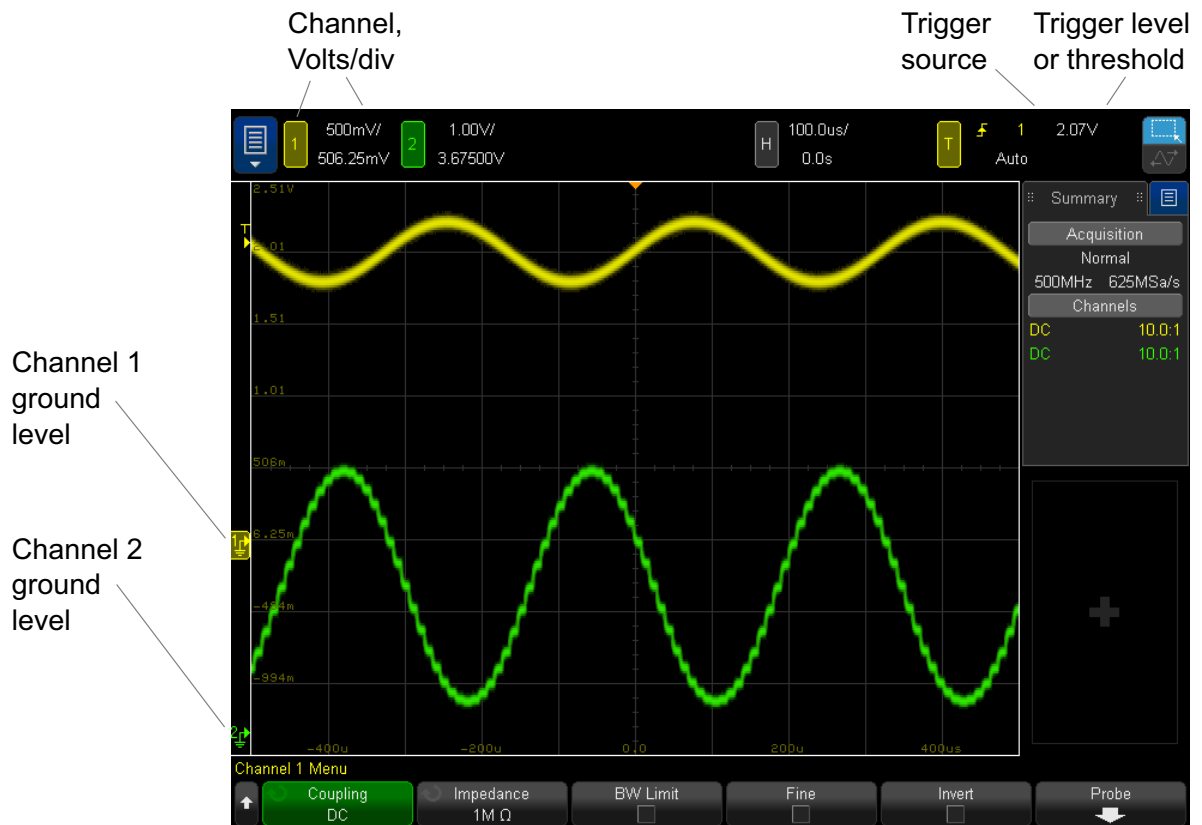 Channel,
Volts/div
Trigger
source
Trigger level
or threshold
1
500mV/
506.25mV
2
1.00V/
3.67500V
H
100.0us/
0.0s
T
1
2.07V
Auto
2.51V
T
2.01
1.51
1.01
506m
6.25m
-494m
-994m
-400u
-200u
0.0
200u
400us
1
2
Summary
Acquisition
Normal
500MHz 625MSa/s
Channels
DC 10.0:1
DC 10.0:1
Channel 1
ground
level
Channel 2
ground
level
Channel 1 Menu
Coupling
DC
Impedance
1M Ω
BW Limit
Fine
Invert
Probe